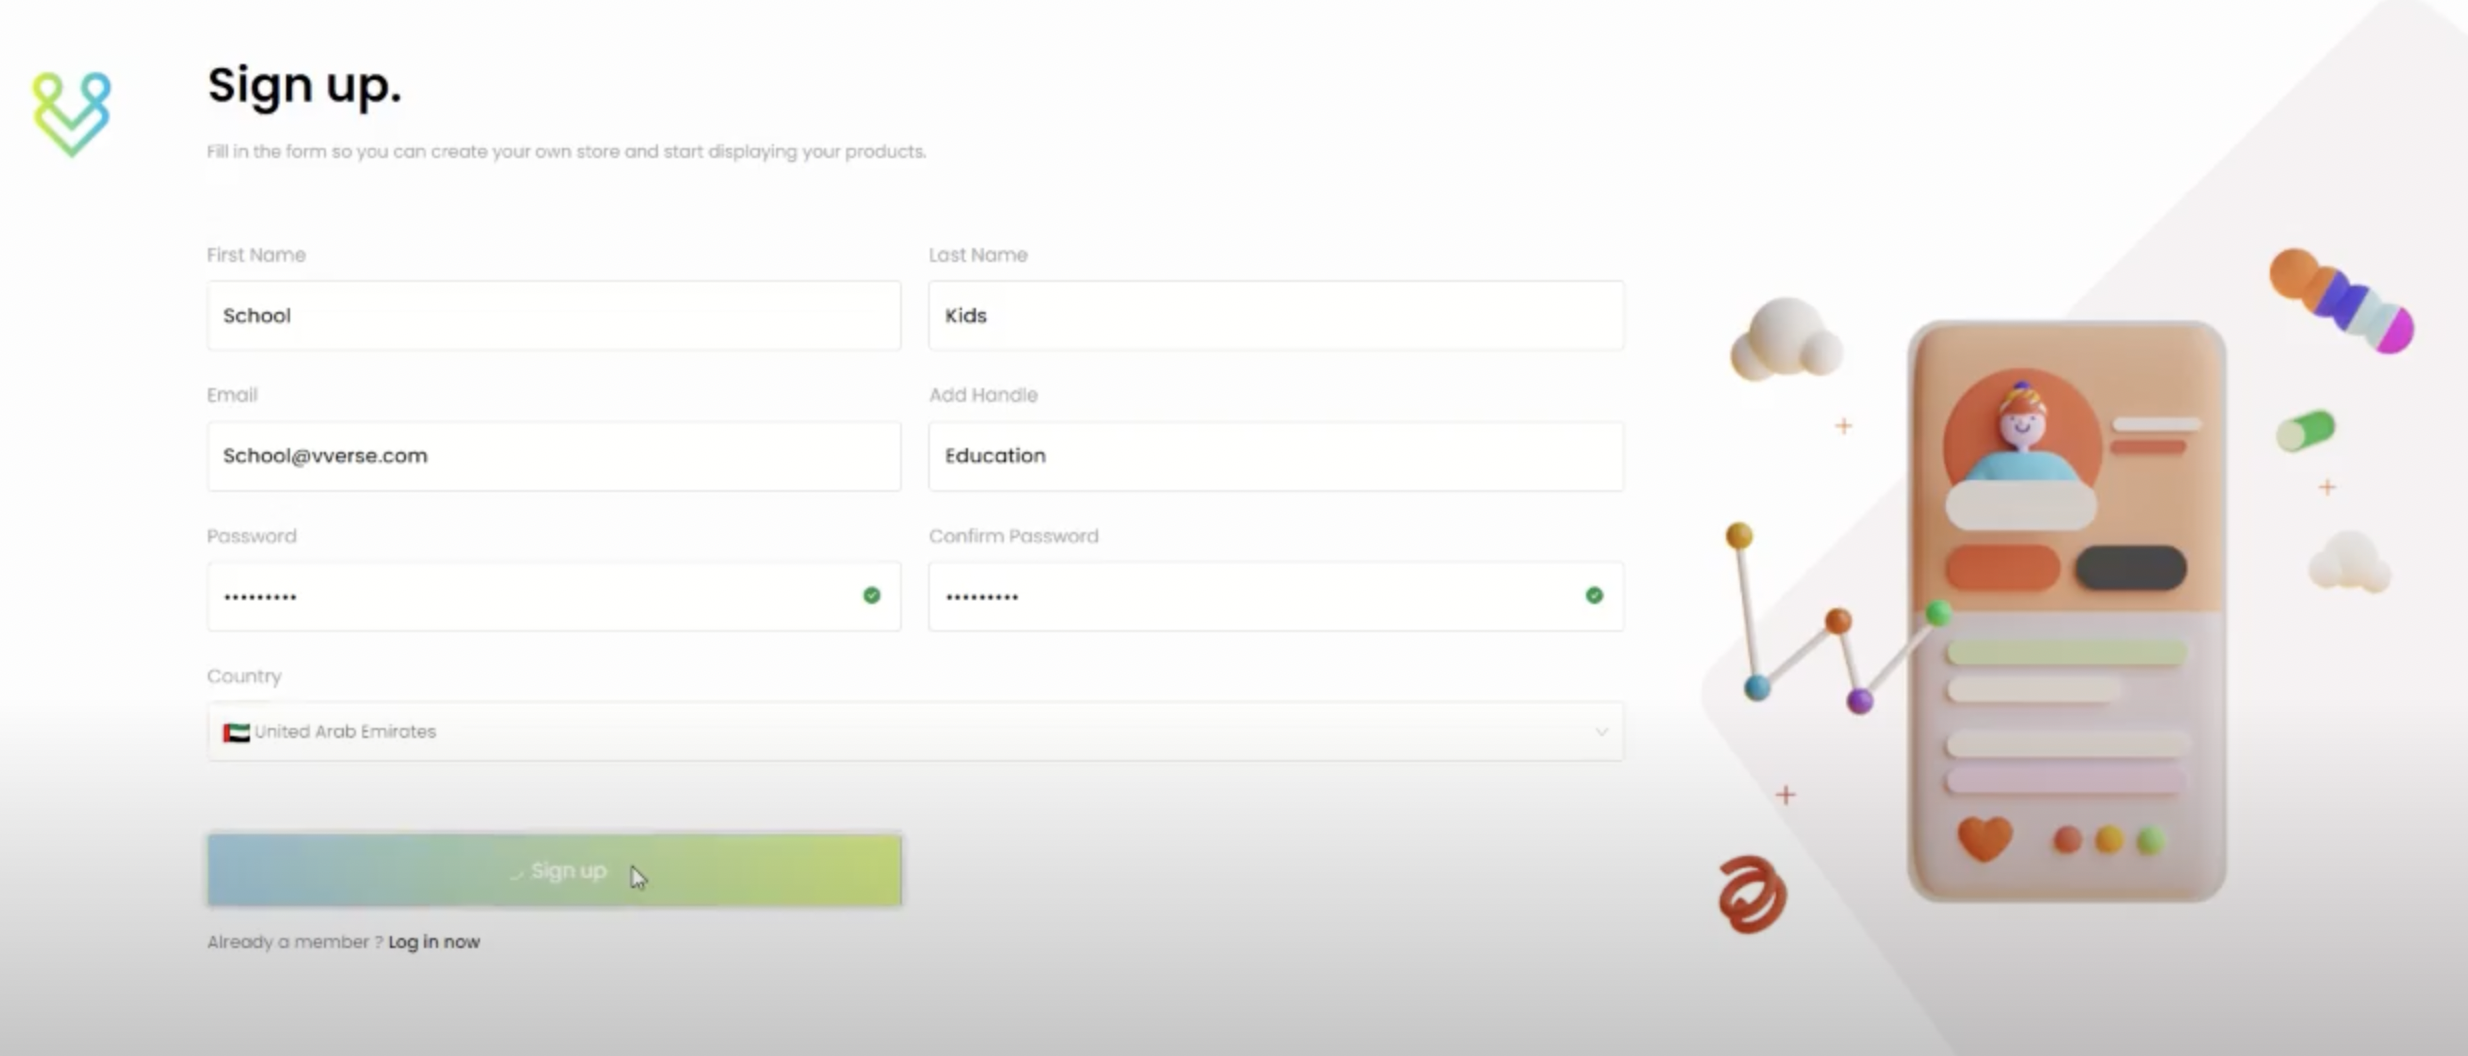 Sign up.
Fill in the form so you can create your own store and start displaying your products.
First Name
Last Name
School
Kids
Email
Add Handle
School@vverse.com
Education
Password
Confirm Password
•••••••••
•••••••••
Country
United Arab Emirates
Sign up
Already a member ? Log in now